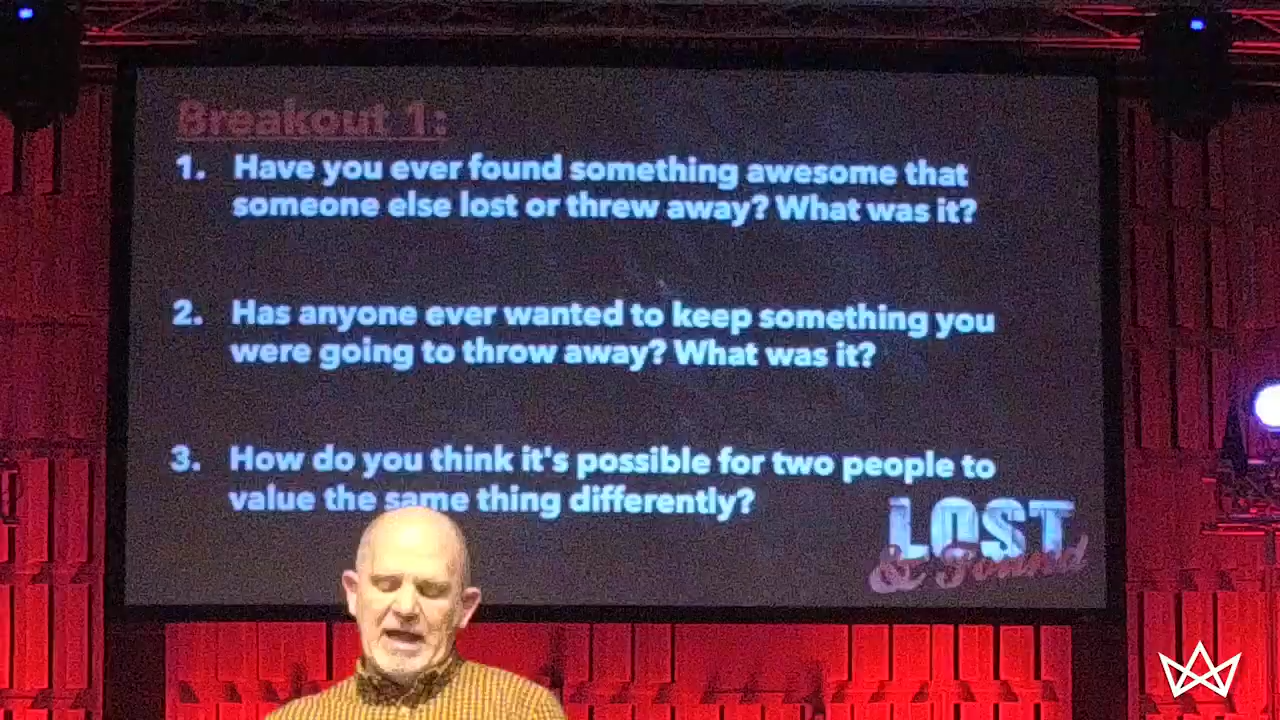 Breakout 1:
1. Have you ever found something awesome that
someone else lost or threw away? What was it?
2. Has anyone ever wanted to keep something you
were going to throw away? What was it?
3. How do you think it's possible for two people to
value the same thing differently?
LOST
& Found